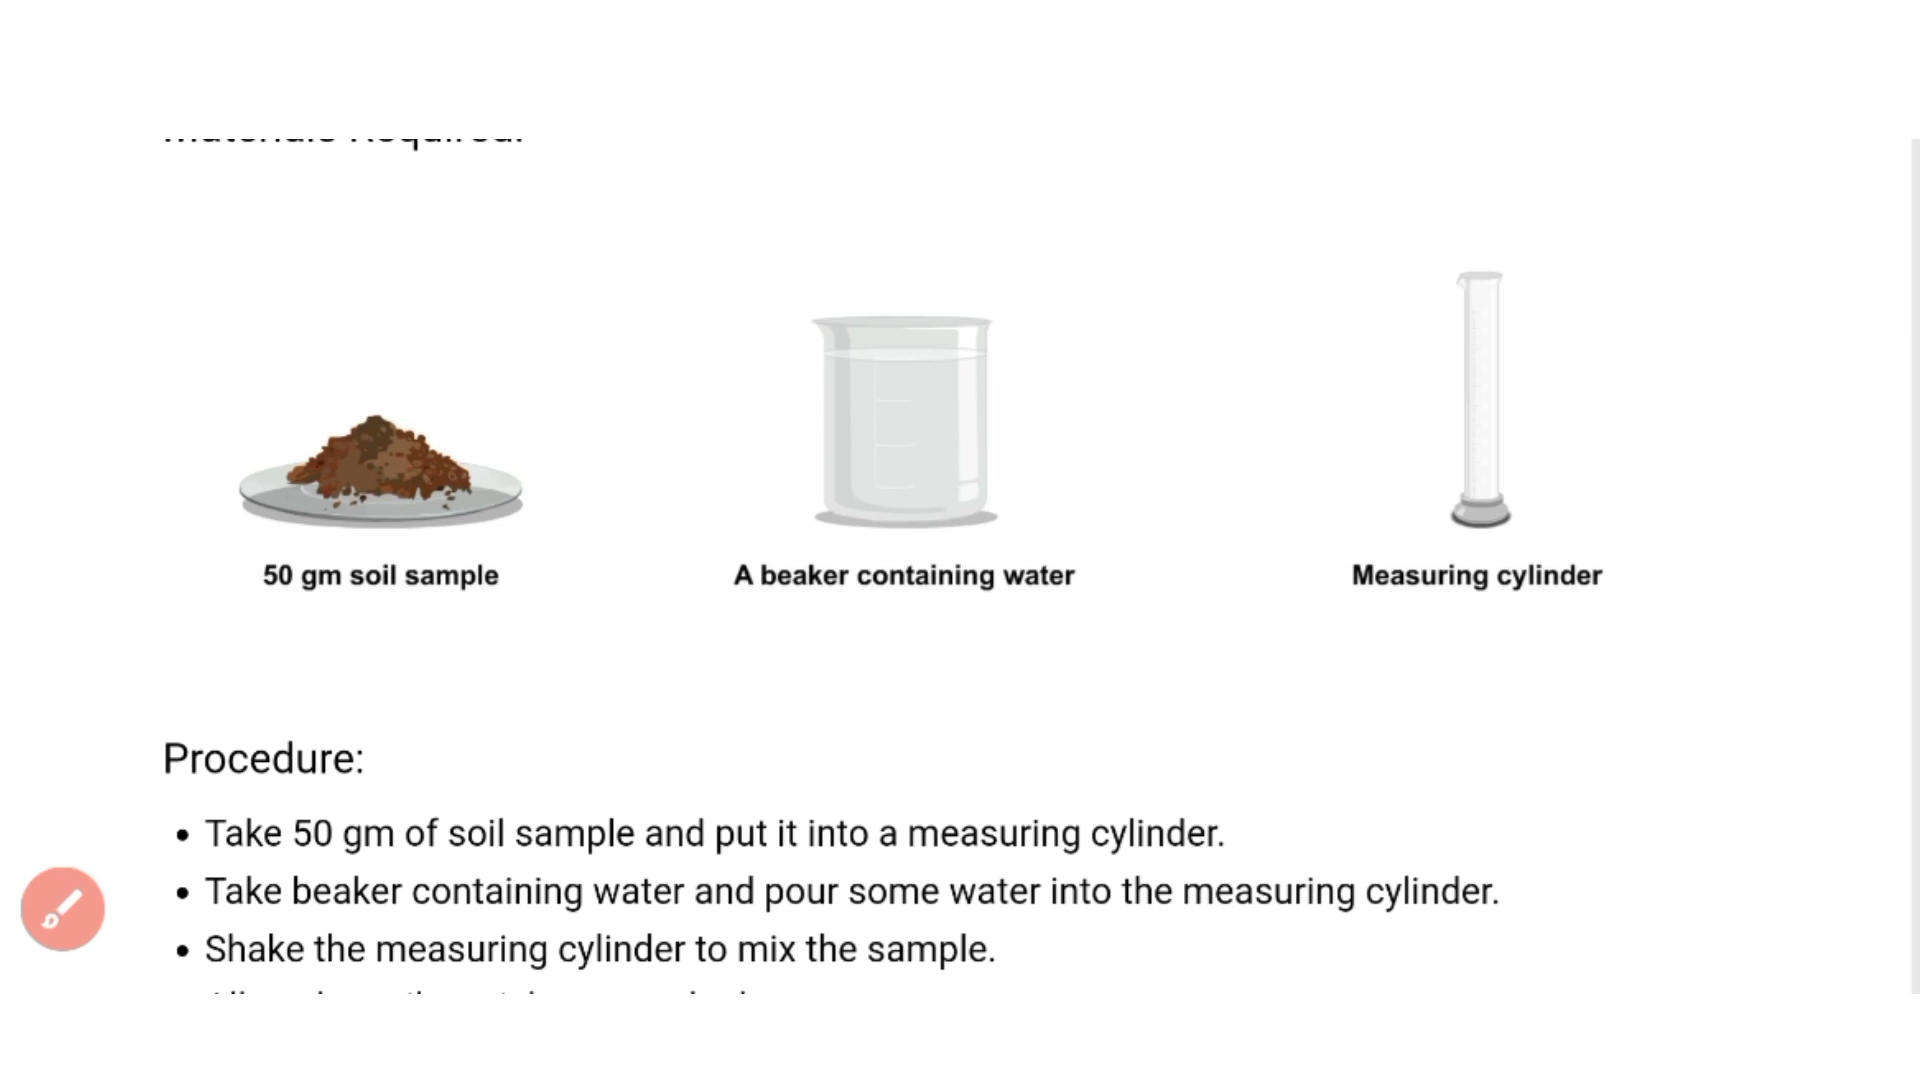 Materials Required:
50 gm soil sample
A beaker containing water
Measuring cylinder
Procedure:
• Take 50 gm of soil sample and put it into a measuring cylinder.
• Take beaker containing water and pour some water into the measuring cylinder.
• Shake the measuring cylinder to mix the sample.